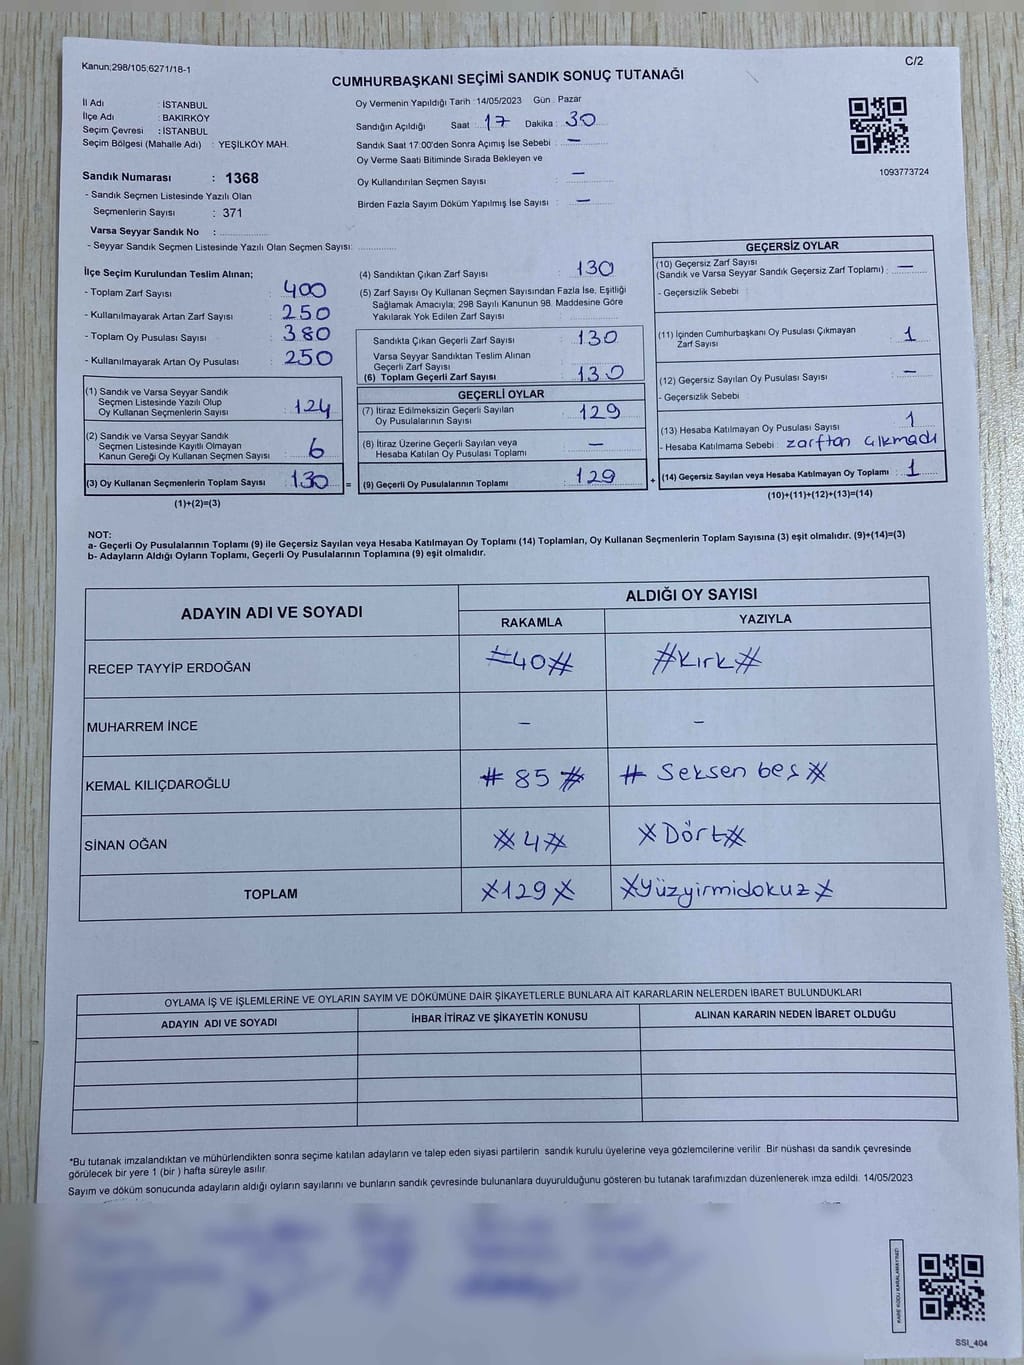 Kanun;298/105;6271/18-1
C/2
CUMHURBAŞKANI SEÇİMİ SANDIK SONUÇ TUTANAĞI
İl Adı : İSTANBUL
İlçe Adı : BAKIRKÖY
Seçim Çevresi : İSTANBUL
Seçim Bölgesi (Mahalle Adı) : YEŞİLKÖY MAH.
Sandık Numarası : 1368
- Sandık Seçmen Listesinde Yazılı Olan
Seçmenlerin Sayısı : 371
Varsa Seyyar Sandık No :
- Seyyar Sandık Seçmen Listesinde Yazılı Olan Seçmen Sayısı:
Oy Vermenin Yapıldığı Tarih : 14/05/2023 Gün : Pazar
Sandığın Açıldığı Saat : 17 Dakika : 30
Sandık Saat 17:00'den Sonra Açımış İse Sebebi : —
Oy Verme Saati Bitiminde Sırada Bekleyen ve
Oy Kullandırılan Seçmen Sayısı : —
Birden Fazla Sayım Döküm Yapılmış İse Sayısı : —
1093773724
İlçe Seçim Kurulundan Teslim Alınan;
- Toplam Zarf Sayısı : 400
- Kullanılmayarak Artan Zarf Sayısı : 250
- Toplam Oy Pusulası Sayısı : 380
- Kullanılmayarak Artan Oy Pusulası : 250
(1) Sandık ve Varsa Seyyar Sandık
Seçmen Listesinde Yazılı Olup
Oy Kullanan Seçmenlerin Sayısı : 124
(2) Sandık ve Varsa Seyyar Sandık
Seçmen Listesinde Kayıtlı Olmayan
Kanun Gereği Oy Kullanan Seçmen Sayısı : 6
(3) Oy Kullanan Seçmenlerin Toplam Sayısı : 130 =
(1)+(2)=(3)
(4) Sandıktan Çıkan Zarf Sayısı : 130
(5) Zarf Sayısı Oy Kullanan Seçmen Sayısından Fazla İse, Eşitliği
Sağlamak Amacıyla, 298 Sayılı Kanunun 98. Maddesine Göre
Yakılarak Yok Edilen Zarf Sayısı :
Sandıkta Çıkan Geçerli Zarf Sayısı : 130
Varsa Seyyar Sandıktan Teslim Alınan
Geçerli Zarf Sayısı :
(6) Toplam Geçerli Zarf Sayısı : 130
GEÇERLİ OYLAR
(7) İtiraz Edilmeksizin Geçerli Sayılan
Oy Pusulalarının Sayısı : 129
(8) İtiraz Üzerine Geçerli Sayılan veya
Hesaba Katılan Oy Pusulası Toplamı : —
(9) Geçerli Oy Pusulalarının Toplamı : 129 +
GEÇERSİZ OYLAR
(10) Geçersiz Zarf Sayısı
(Sandık ve Varsa Seyyar Sandık Geçersiz Zarf Toplamı) : —
- Geçersizlik Sebebi :
(11) İçinden Cumhurbaşkanı Oy Pusulası Çıkmayan
Zarf Sayısı : 1
(12) Geçersiz Sayılan Oy Pusulası Sayısı : —
- Geçersizlik Sebebi :
(13) Hesaba Katılmayan Oy Pusulası Sayısı : 1
- Hesaba Katılmama Sebebi : zarftan çıkmadı
(14) Geçersiz Sayılan veya Hesaba Katılmayan Oy Toplamı : 1
(10)+(11)+(12)+(13)=(14)
NOT:
a- Geçerli Oy Pusulalarının Toplamı (9) ile Geçersiz Sayılan veya Hesaba Katılmayan Oy Toplamı (14) Toplamları, Oy Kullanan Seçmenlerin Toplam Sayısına (3) eşit olmalıdır. (9)+(14)=(3)
b- Adayların Aldığı Oyların Toplamı, Geçerli Oy Pusulalarının Toplamına (9) eşit olmalıdır.
ADAYIN ADI VE SOYADI
ALDIĞI OY SAYISI
RAKAMLA YAZIYLA
RECEP TAYYİP ERDOĞAN #40# #Kırk#
MUHARREM İNCE – –
KEMAL KILIÇDAROĞLU #85# #Seksen beş#
SİNAN OĞAN #4# #Dört#
TOPLAM #129# #Yüzyirmidokuz#
OYLAMA İŞ VE İŞLEMLERİNE VE OYLARIN SAYIM VE DÖKÜMÜNE DAİR ŞİKAYETLERLE BUNLARA AİT KARARLARIN NELERDEN İBARET BULUNDUKLARI
ADAYIN ADI VE SOYADI İHBAR İTİRAZ VE ŞİKAYETİN KONUSU ALINAN KARARIN NEDEN İBARET OLDUĞU
*Bu tutanak imzalandıktan ve mühürlendikten sonra seçime katılan adayların ve talep eden siyasi partilerin sandık kurulu üyelerine veya gözlemcilerine verilir. Bir nüshası da sandık çevresinde
görülecek bir yere 1 (bir ) hafta süreyle asılır.
Sayım ve döküm sonucunda adayların aldığı oyların sayılarını ve bunların sandık çevresinde bulunanlara duyurulduğunu gösteren bu tutanak tarafımızdan düzenlenerek imza edildi. 14/05/2023
KARE KODU KARALAMAYINIZ!
SSI_404